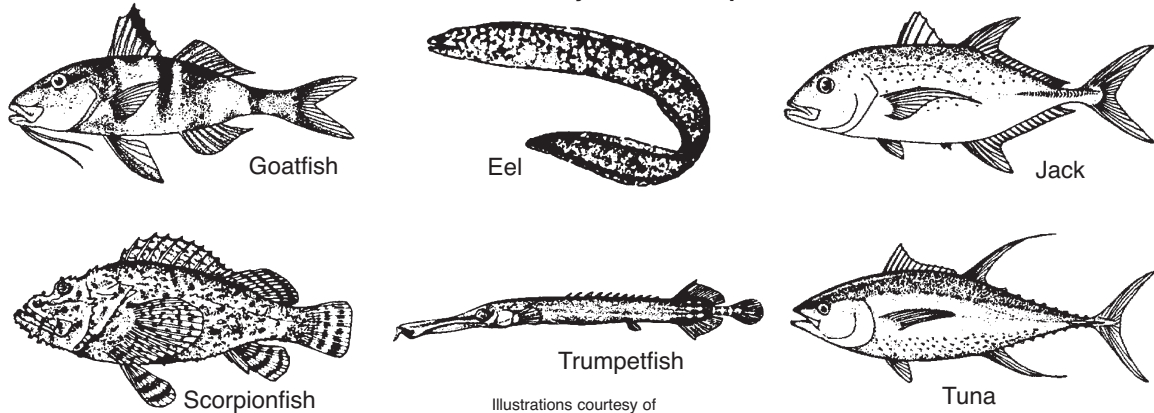 Goatfish
Eel
Jack
Scorpionfish
Trumpetfish
Tuna
Illustrations courtesy of